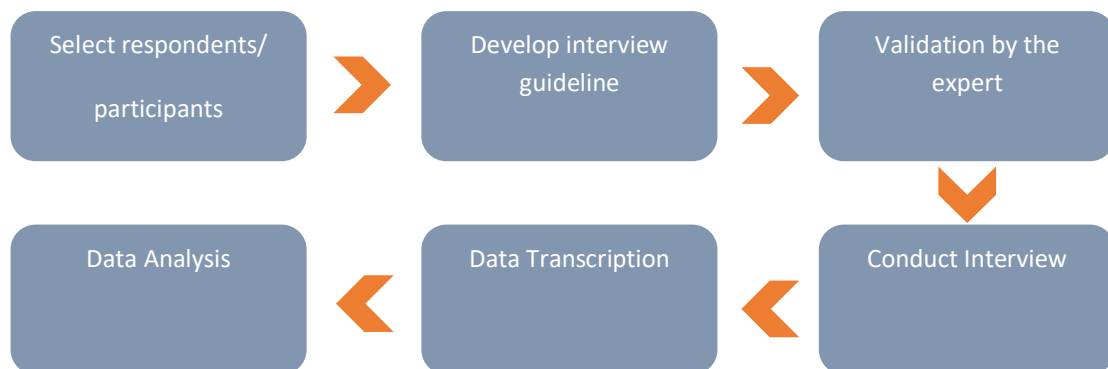 Select respondents/
participants
Develop interview
guideline
Validation by the
expert
Conduct Interview
Data Transcription
Data Analysis